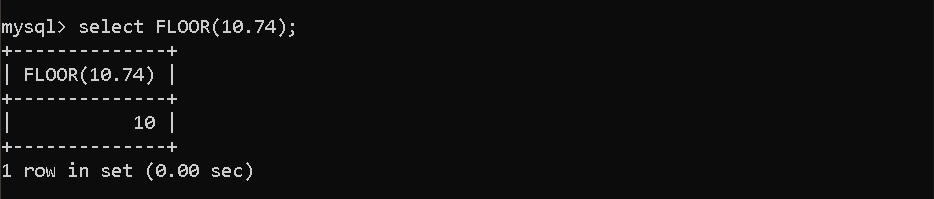 mysql> select FLOOR(10.74);
+--------------+
| FLOOR(10.74) |
+--------------+
|           10 |
+--------------+
1 row in set (0.00 sec)